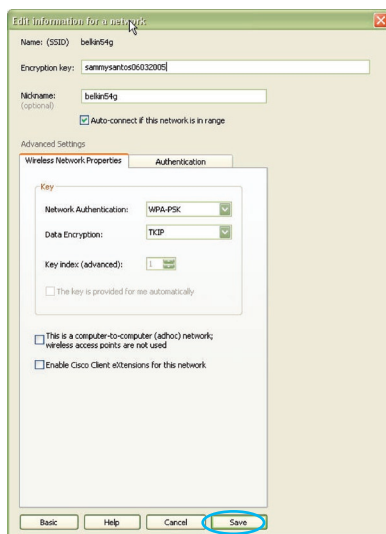 Edit information for a network
Name: (SSID) belkin54g
Encryption key: sammysantos06032005
Nickname: belkin54g
(optional)
Auto-connect if this network is in range
Advanced Settings
Wireless Network Properties Authentication
Key
Network Authentication: WPA-PSK
Data Encryption: TKIP
Key index (advanced): 1
The key is provided for me automatically
This is a computer-to-computer (adhoc) network;
wireless access points are not used
Enable Cisco Client eXtensions for this network
Basic Help Cancel Save